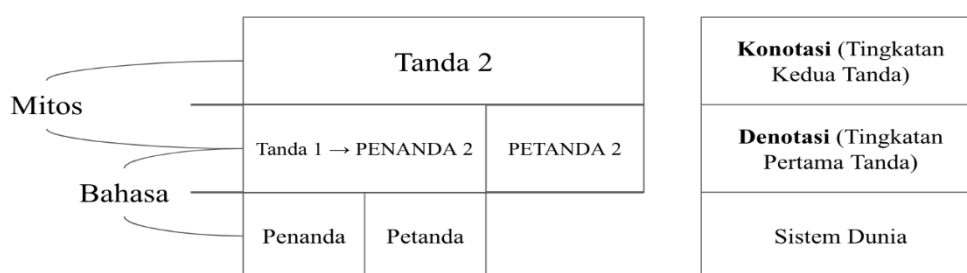 Tanda 2
Konotasi (Tingkatan
Kedua Tanda)
Mitos
Tanda 1 → PENANDA 2
PETANDA 2
Denotasi (Tingkatan
Pertama Tanda)
Bahasa
Penanda
Petanda
Sistem Dunia